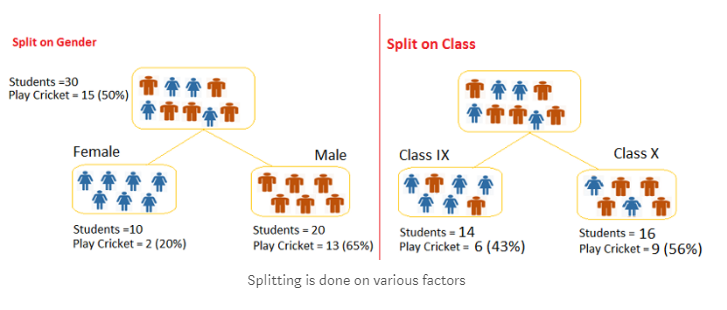 Split on Gender
Students =30
Play Cricket = 15 (50%)
Female
Male
Students =10
Play Cricket = 2 (20%)
Students = 20
Play Cricket = 13 (65%)
Split on Class
Class IX
Class X
Students = 14
Play Cricket = 6 (43%)
Students = 16
Play Cricket = 9 (56%)
Splitting is done on various factors